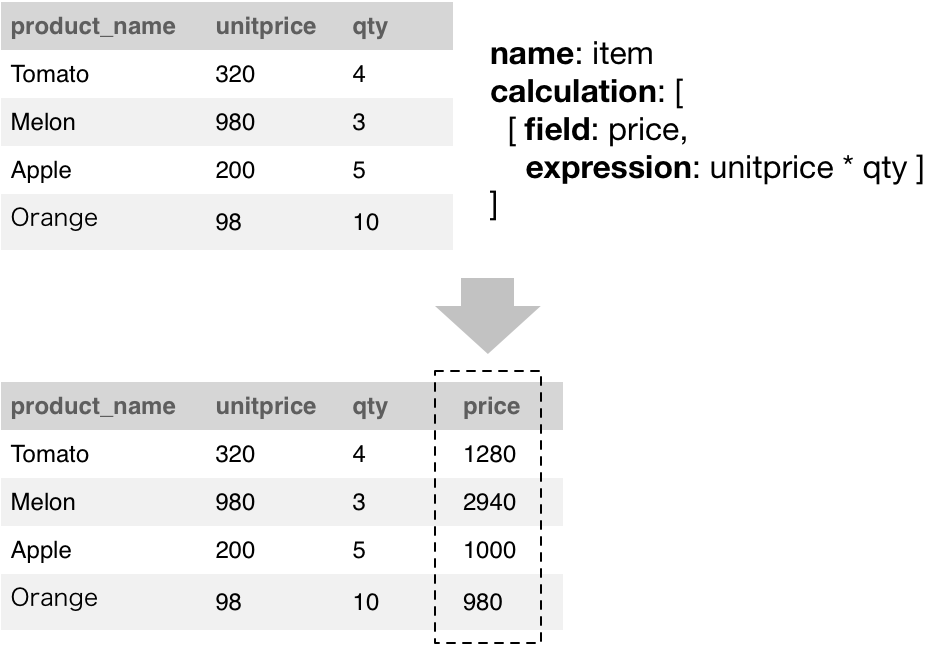 product_name unitprice qty
Tomato 320 4
Melon 980 3
Apple 200 5
Orange 98 10
name: item
calculation: [
[ field: price,
expression: unitprice * qty ]
]
product_name unitprice qty price
Tomato 320 4 1280
Melon 980 3 2940
Apple 200 5 1000
Orange 98 10 980